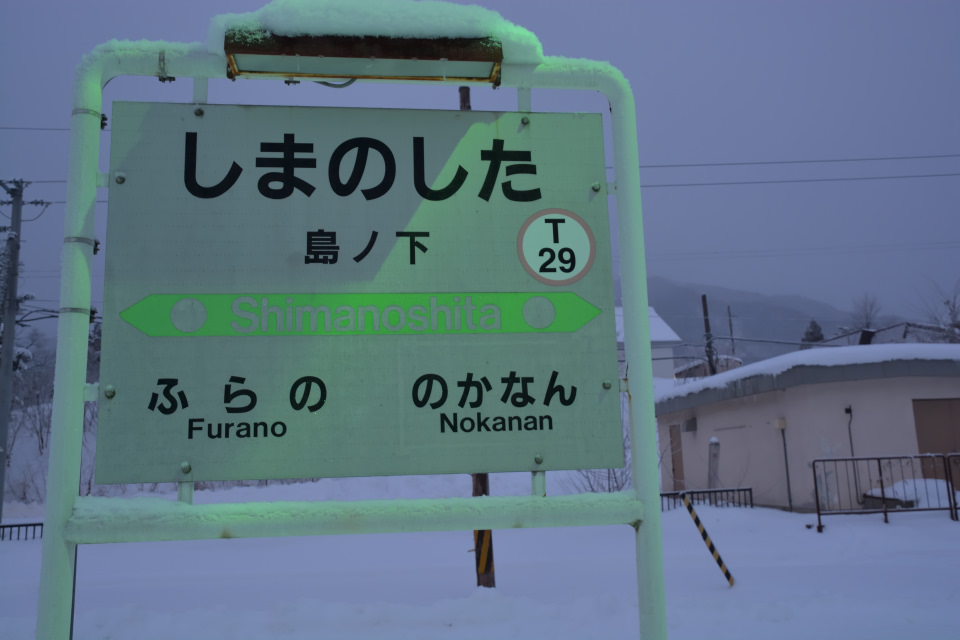 しまのした
島ノ下
T
29
Shimanoshita
ふらの
のかなん
Furano
Nokanan